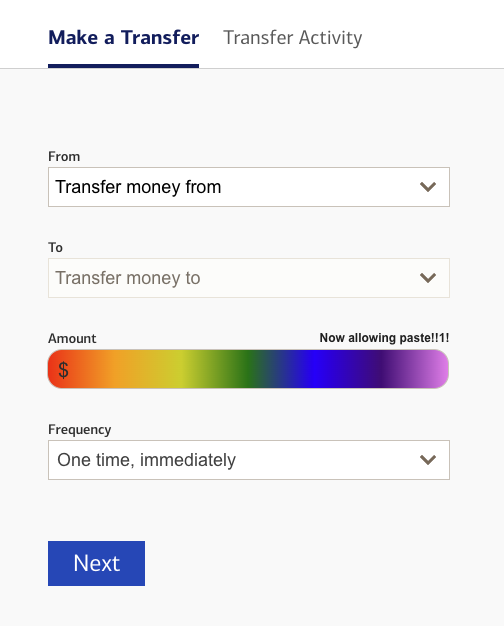 Make a Transfer Transfer Activity
From
Transfer money from
To
Transfer money to
Amount Now allowing paste!!1!
$
Frequency
One time, immediately
Next